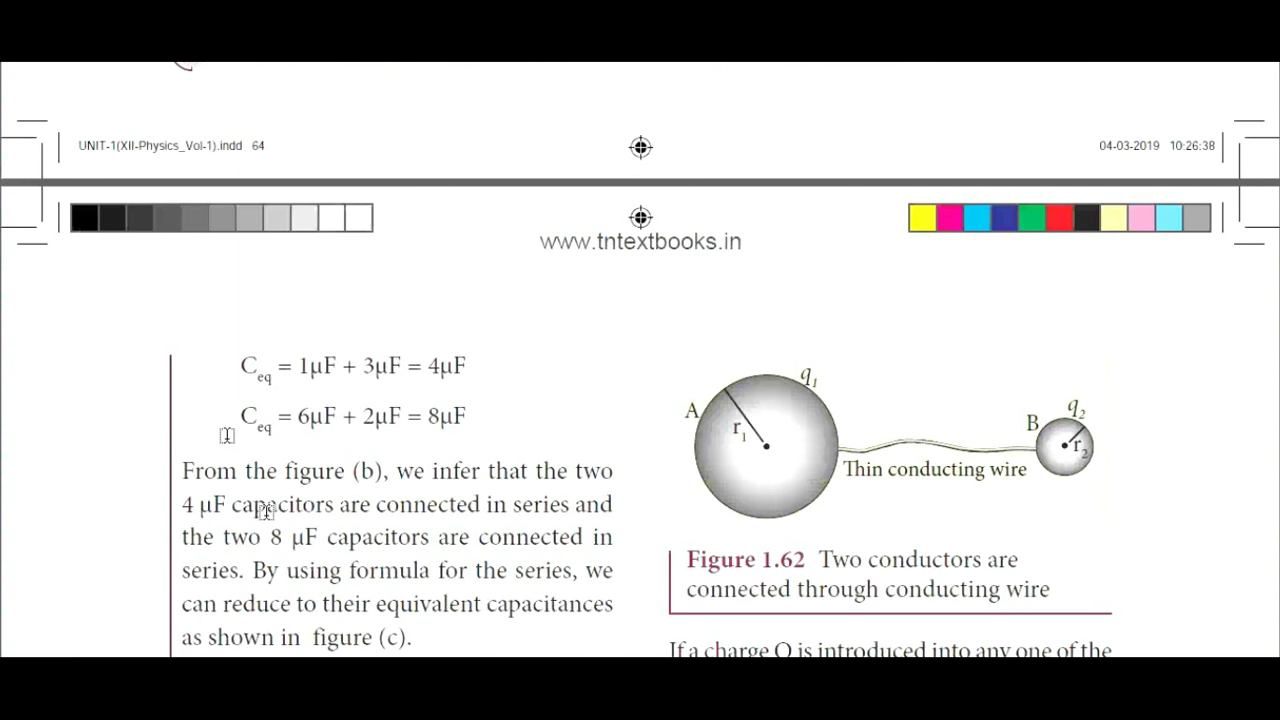 UNIT-1(XII-Physics_Vol-1).indd 64
04-03-2019 10:26:38
www.tntextbooks.in
C_eq = 1μF + 3μF = 4μF
C_eq = 6μF + 2μF = 8μF
From the figure (b), we infer that the two
4 μF capacitors are connected in series and
the two 8 μF capacitors are connected in
series. By using formula for the series, we
can reduce to their equivalent capacitances
as shown in figure (c).
A
q₁
r₁
B
q₂
r₂
Thin conducting wire
Figure 1.62 Two conductors are
connected through conducting wire
If a charge Q is introduced into any one of the